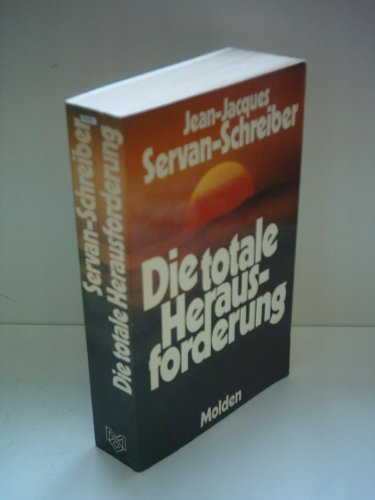 Jean-Jacques
Servan-Schreiber
Die totale
Heraus-
forderung
Molden
Servan-Schreiber
Die totale Herausforderung